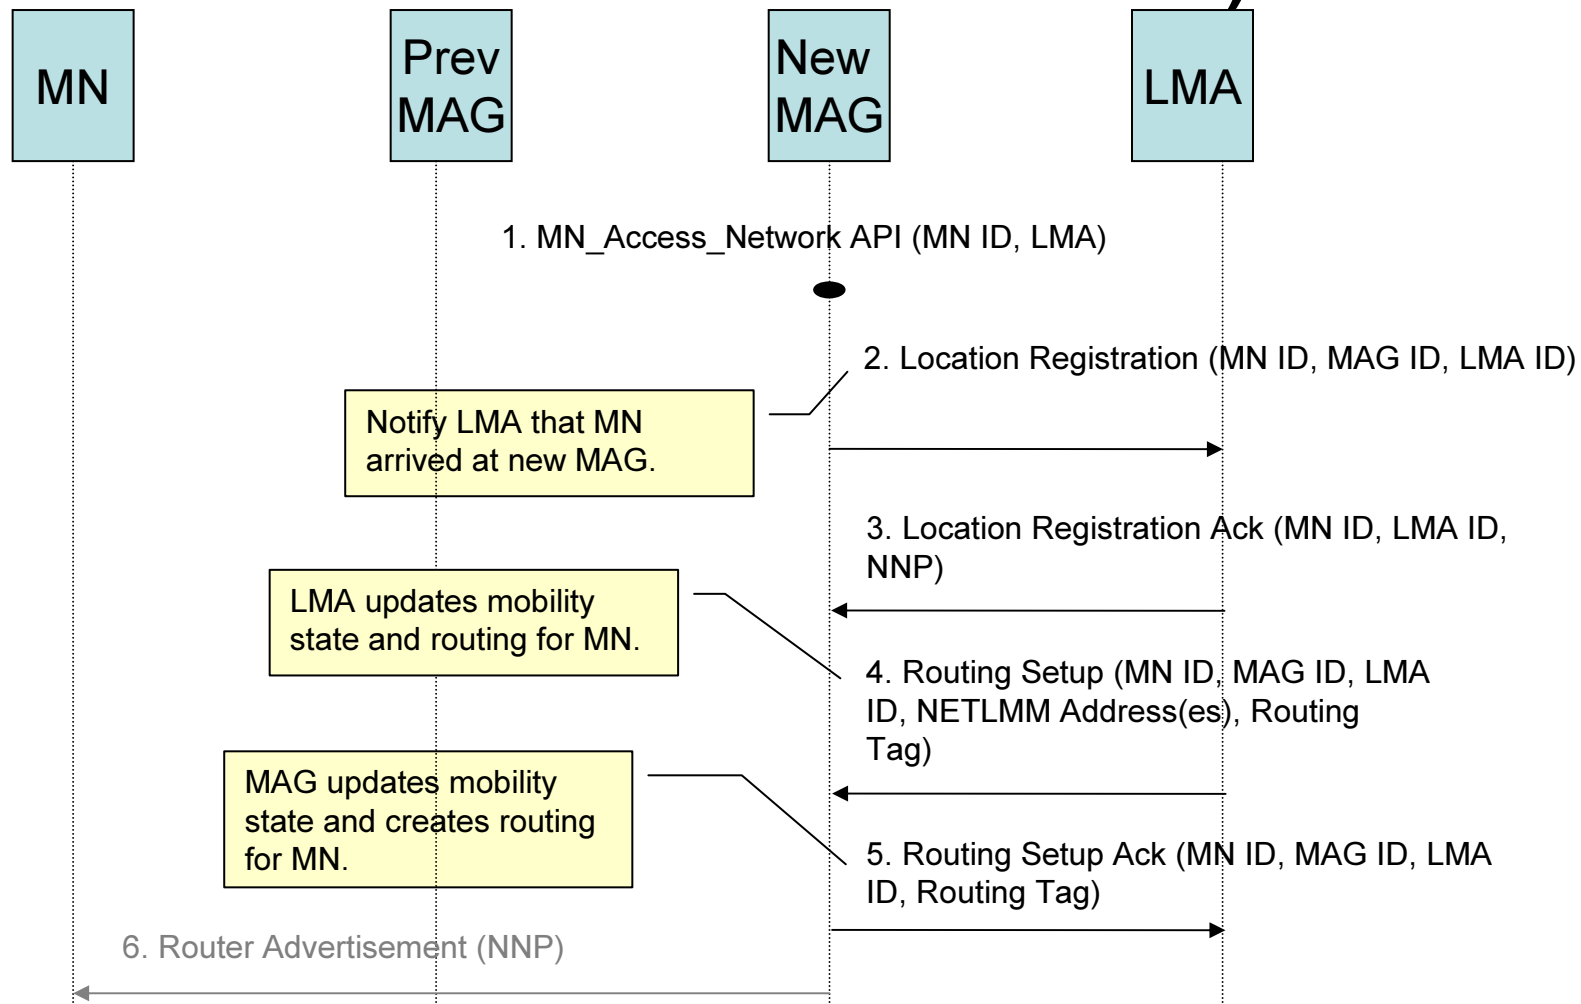 MN
Prev
MAG
New
MAG
LMA
1. MN_Access_Network API (MN ID, LMA)
2. Location Registration (MN ID, MAG ID, LMA ID)
Notify LMA that MN
arrived at new MAG.
3. Location Registration Ack (MN ID, LMA ID,
NNP)
LMA updates mobility
state and routing for MN.
4. Routing Setup (MN ID, MAG ID, LMA
ID, NETLMM Address(es), Routing
Tag)
MAG updates mobility
state and creates routing
for MN.
5. Routing Setup Ack (MN ID, MAG ID, LMA
ID, Routing Tag)
6. Router Advertisement (NNP)